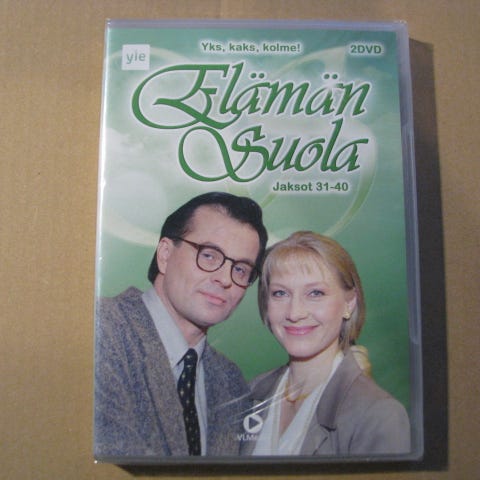 yle
Yks, kaks, kolme!
2DVD
Elämän
Suola
Jaksot 31-40